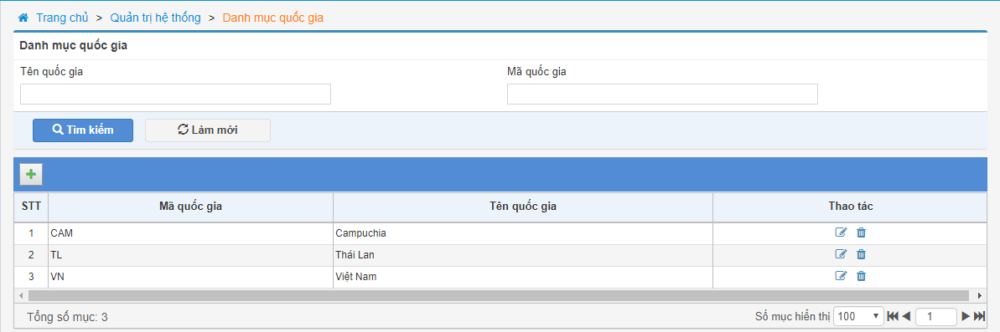 Trang chủ > Quản trị hệ thống > Danh mục quốc gia
Danh mục quốc gia
Tên quốc gia Mã quốc gia
Tìm kiếm Làm mới
STT Mã quốc gia Tên quốc gia Thao tác
1 CAM Campuchia
2 TL Thái Lan
3 VN Việt Nam
Tổng số mục: 3 Số mục hiển thị 100 1